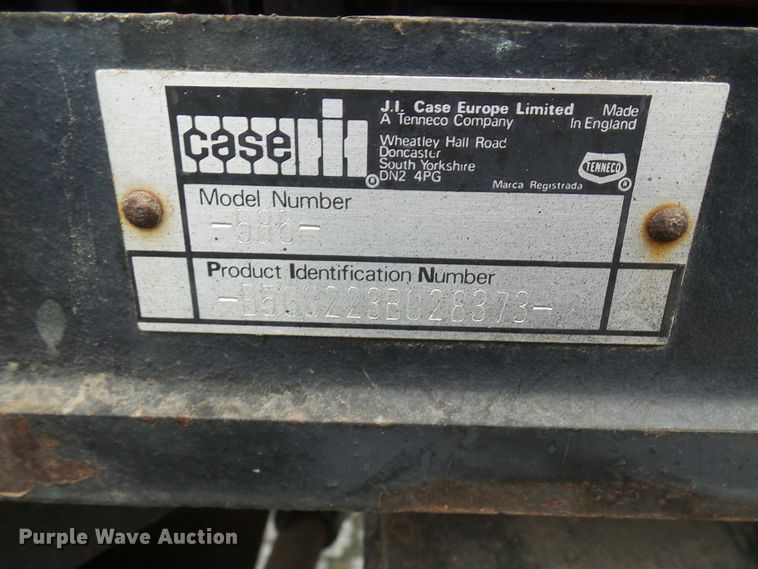 case IH
J.I. Case Europe Limited
A Tenneco Company
Wheatley Hall Road
Doncaster
South Yorkshire
DN2 4PG
Made
In England
TENNECO
Marca Registrada
Model Number
Product Identification Number
Purple Wave Auction®